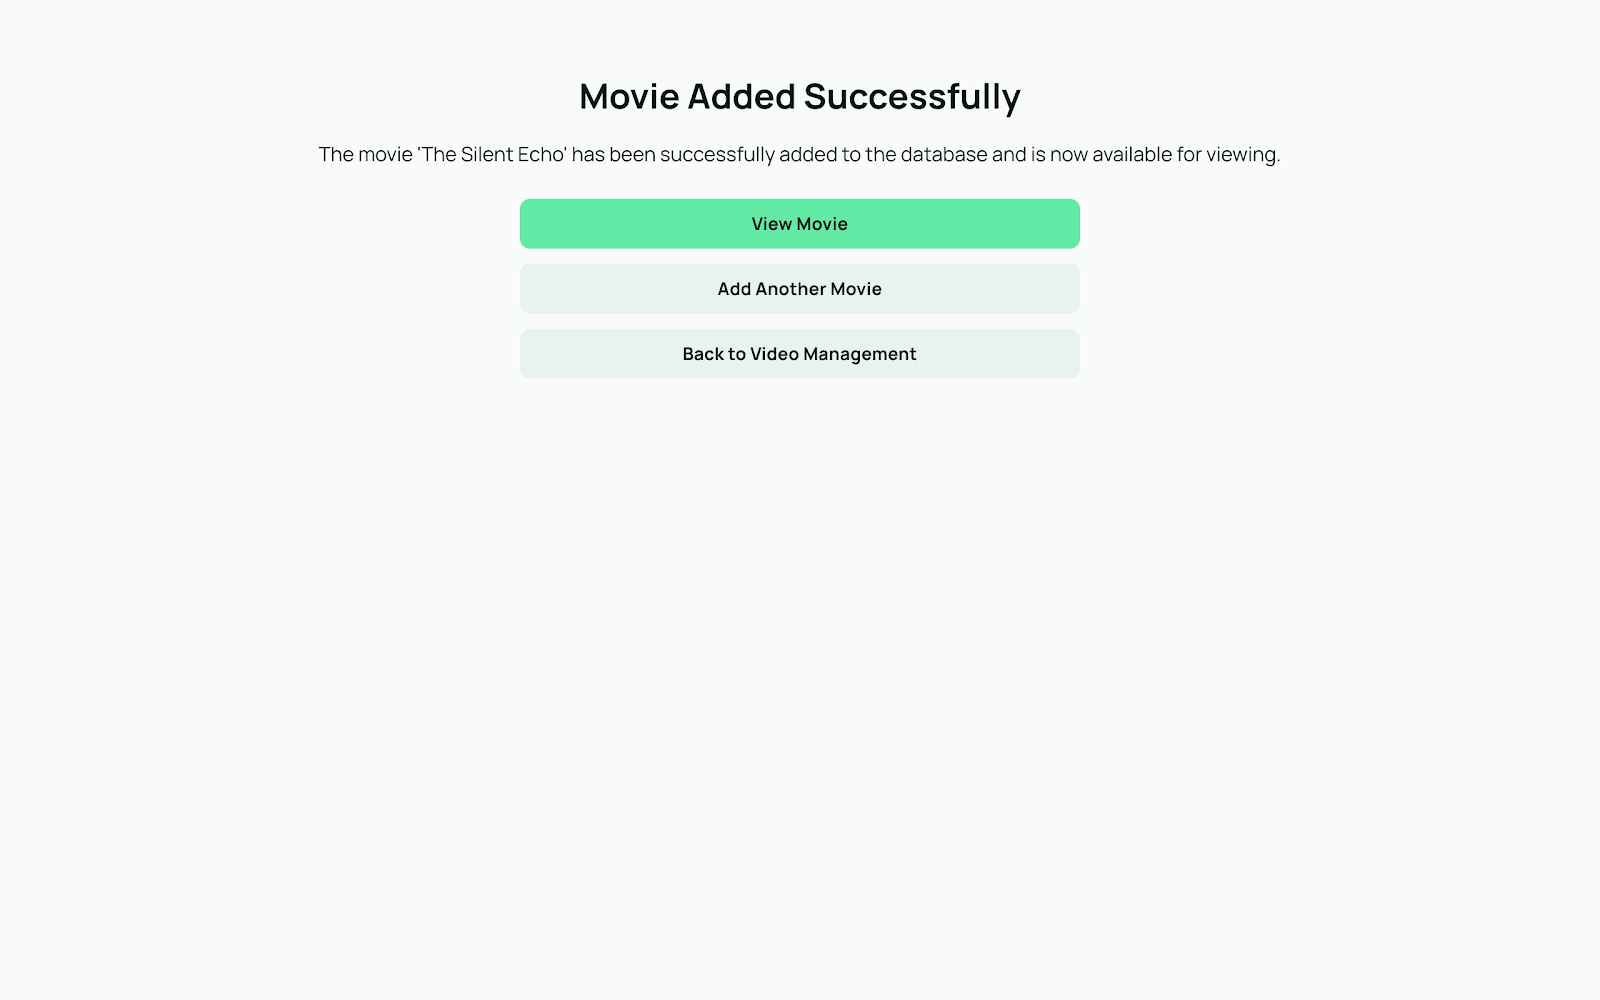 Movie Added Successfully
The movie 'The Silent Echo' has been successfully added to the database and is now available for viewing.
View Movie
Add Another Movie
Back to Video Management